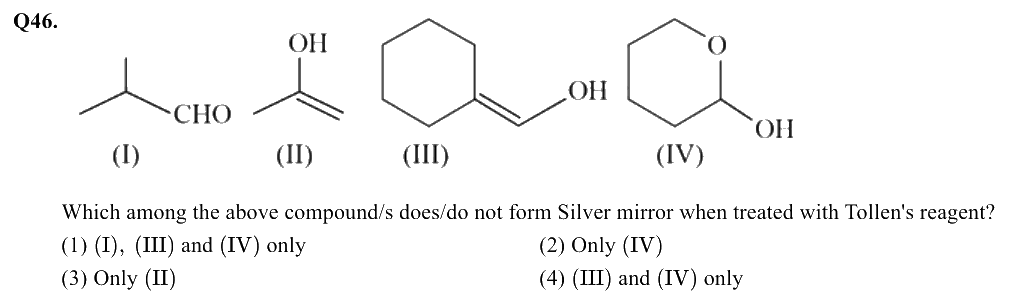 Q46.
OH
CHO
OH
O
OH
(I)
(II)
(III)
(IV)
Which among the above compound/s does/do not form Silver mirror when treated with Tollen's reagent?
(1) (I), (III) and (IV) only
(2) Only (IV)
(3) Only (II)
(4) (III) and (IV) only